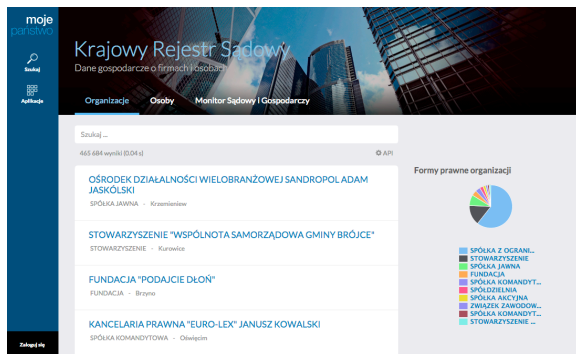 moje
państwo
Szukaj
Aplikacje
Zaloguj się
Krajowy Rejestr Sądowy
Dane gospodarcze o firmach i osobach
Organizacje Osoby Monitor Sądowy i Gospodarczy
Szukaj ...
465 684 wyniki (0.04 s) API
OŚRODEK DZIAŁALNOŚCI WIELOBRANŻOWEJ SANDROPOL ADAM
JASKÓLSKI
SPÓŁKA JAWNA - Krzemieniew
STOWARZYSZENIE "WSPÓLNOTA SAMORZĄDOWA GMINY BRÓJCE"
STOWARZYSZENIE - Kurowice
FUNDACJA "PODAJCIE DŁOŃ"
FUNDACJA - Brzyno
KANCELARIA PRAWNA "EURO-LEX" JANUSZ KOWALSKI
SPÓŁKA KOMANDYTOWA - Oświęcim
Formy prawne organizacji
SPÓŁKA Z OGRANI...
STOWARZYSZENIE
SPÓŁKA JAWNA
FUNDACJA
SPÓŁKA KOMANDYT...
SPÓŁDZIELNIA
SPÓŁKA AKCYJNA
ZWIĄZEK ZAWODOW...
SPÓŁKA KOMANDYT...
STOWARZYSZENIE ...